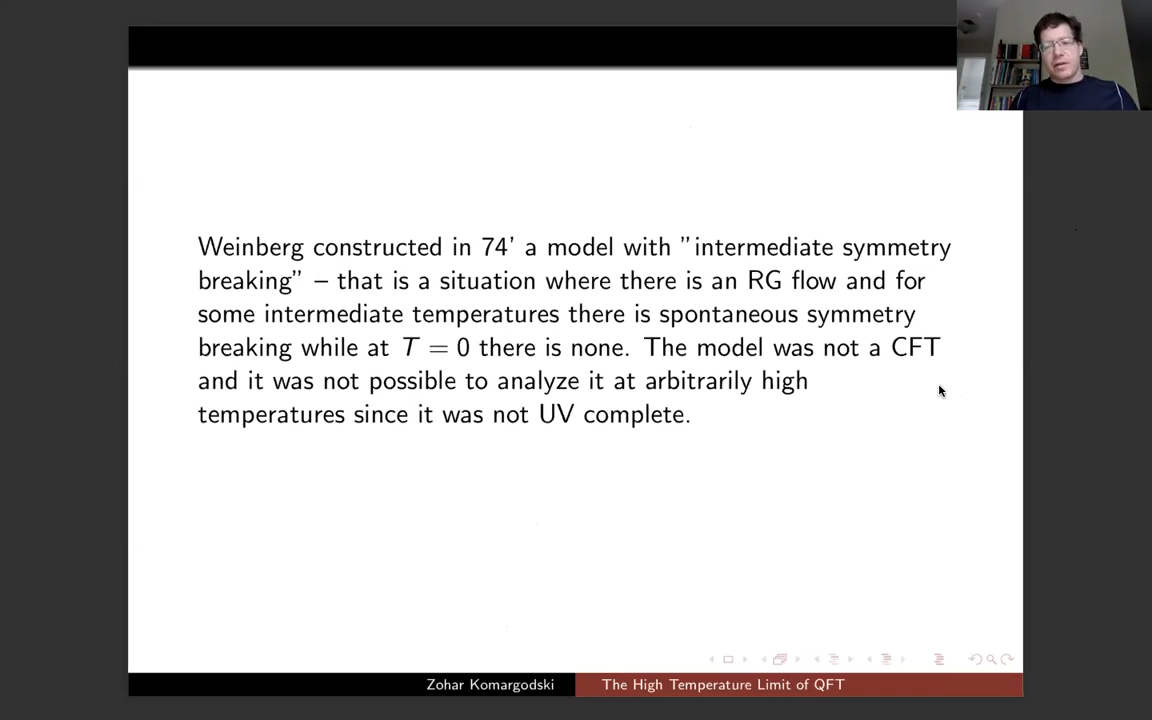 Weinberg constructed in 74' a model with "intermediate symmetry
breaking" – that is a situation where there is an RG flow and for
some intermediate temperatures there is spontaneous symmetry
breaking while at T = 0 there is none. The model was not a CFT
and it was not possible to analyze it at arbitrarily high
temperatures since it was not UV complete.
Zohar Komargodski The High Temperature Limit of QFT